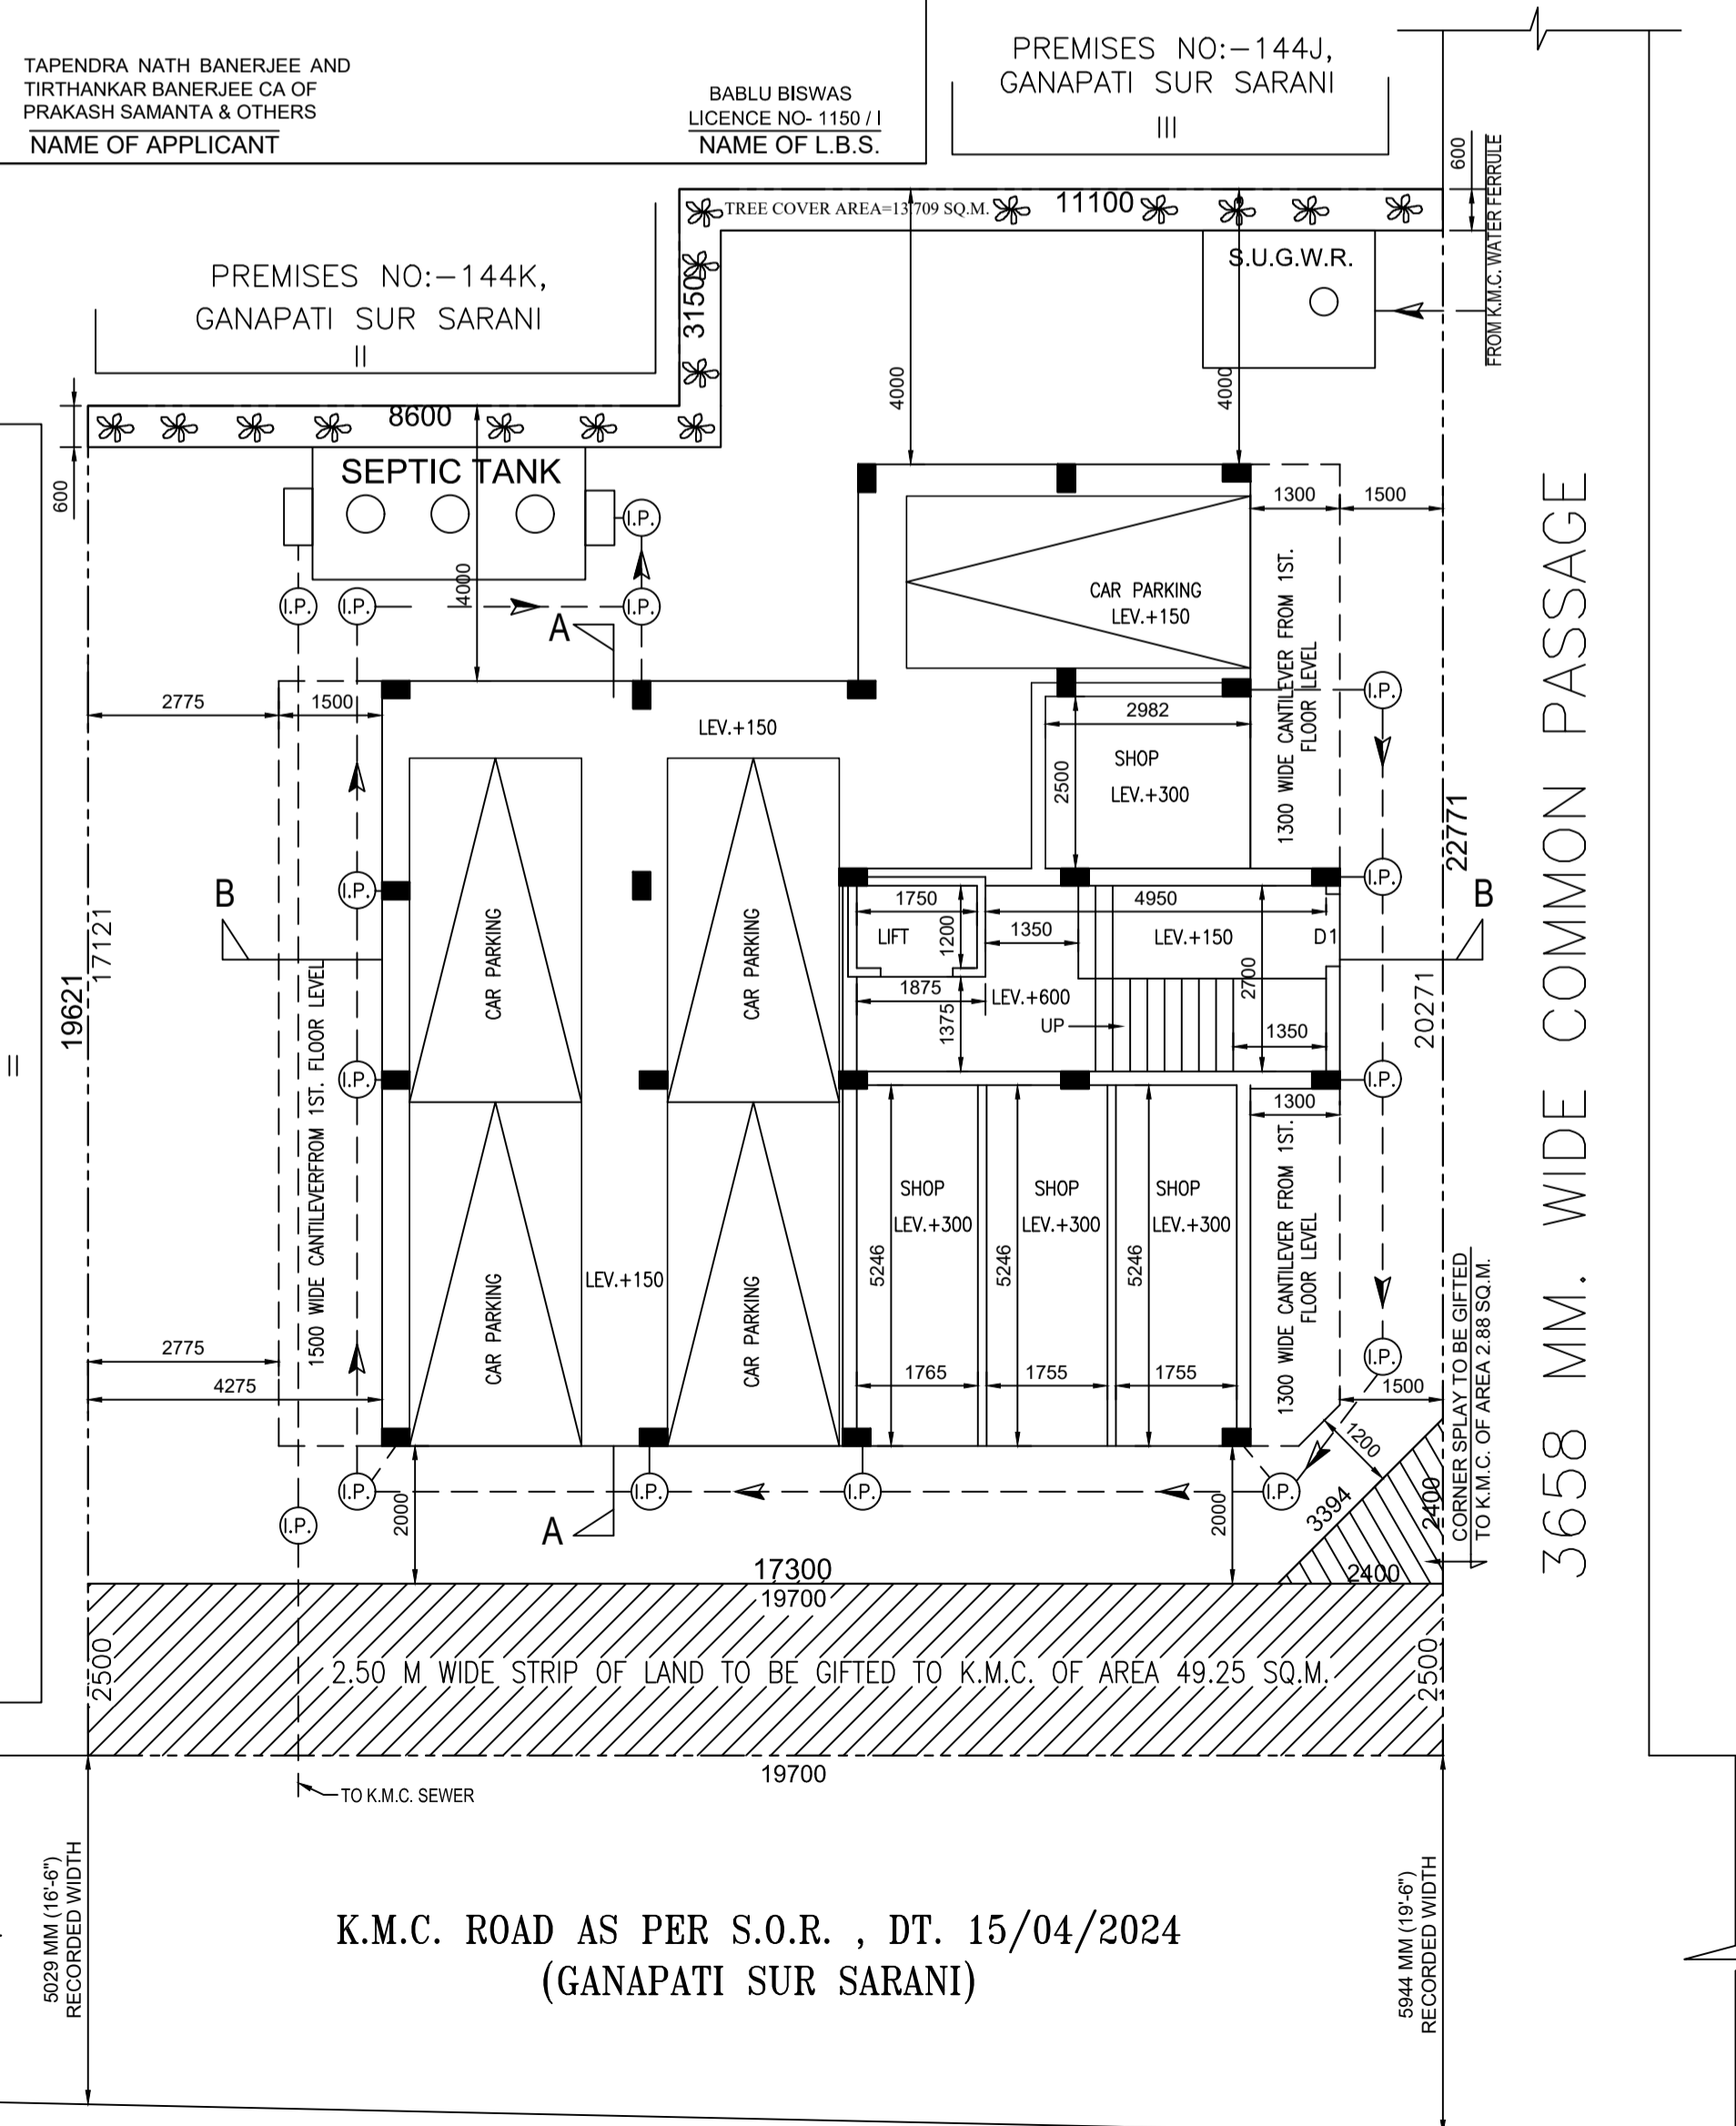 TAPENDRA NATH BANERJEE AND
TIRTHANKAR BANERJEE CA OF
PRAKASH SAMANTA & OTHERS
NAME OF APPLICANT
BABLU BISWAS
LICENCE NO- 1150 / I
NAME OF L.B.S.
PREMISES NO:-144J,
GANAPATI SUR SARANI
III
600
FROM K.M.C. WATER FERRULE
TREE COVER AREA=13.709 SQ.M.
11100
S.U.G.W.R.
PREMISES NO:-144K,
GANAPATI SUR SARANI
II
3150
4000
4000
8600
600
SEPTIC TANK
I.P.
I.P.
I.P.
I.P.
4000
A
1300
1500
CAR PARKING
LEV.+150
1300 WIDE CANTILEVER FROM 1ST.
FLOOR LEVEL
I.P.
2775
1500
LEV.+150
2982
2500
SHOP
LEV.+300
22771
3658 MM. WIDE COMMON PASSAGE
B
I.P.
I.P.
B
17121
19621
II
CAR PARKING
CAR PARKING
1750
4950
LIFT
1200
1350
LEV.+150
D1
2700
1875
LEV.+600
1375
UP
1350
20271
I.P.
I.P.
1300
1500 WIDE CANTILEVERFROM 1ST. FLOOR LEVEL
SHOP
LEV.+300
SHOP
LEV.+300
SHOP
LEV.+300
5246
5246
5246
1300 WIDE CANTILEVER FROM 1ST.
FLOOR LEVEL
LEV.+150
CAR PARKING
CAR PARKING
2775
4275
1765
1755
1755
I.P.
1500
CORNER SPLAY TO BE GIFTED
TO K.M.C. OF AREA 2.88 SQ.M.
1200
I.P.
I.P.
I.P.
I.P.
I.P.
2000
A
2000
3394
2400
2400
17300
19700
2500
2.50 M WIDE STRIP OF LAND TO BE GIFTED TO K.M.C. OF AREA 49.25 SQ.M.
2500
19700
TO K.M.C. SEWER
5029 MM (16'-6")
RECORDED WIDTH
K.M.C. ROAD AS PER S.O.R. , DT. 15/04/2024
(GANAPATI SUR SARANI)
5944 MM (19'-6")
RECORDED WIDTH